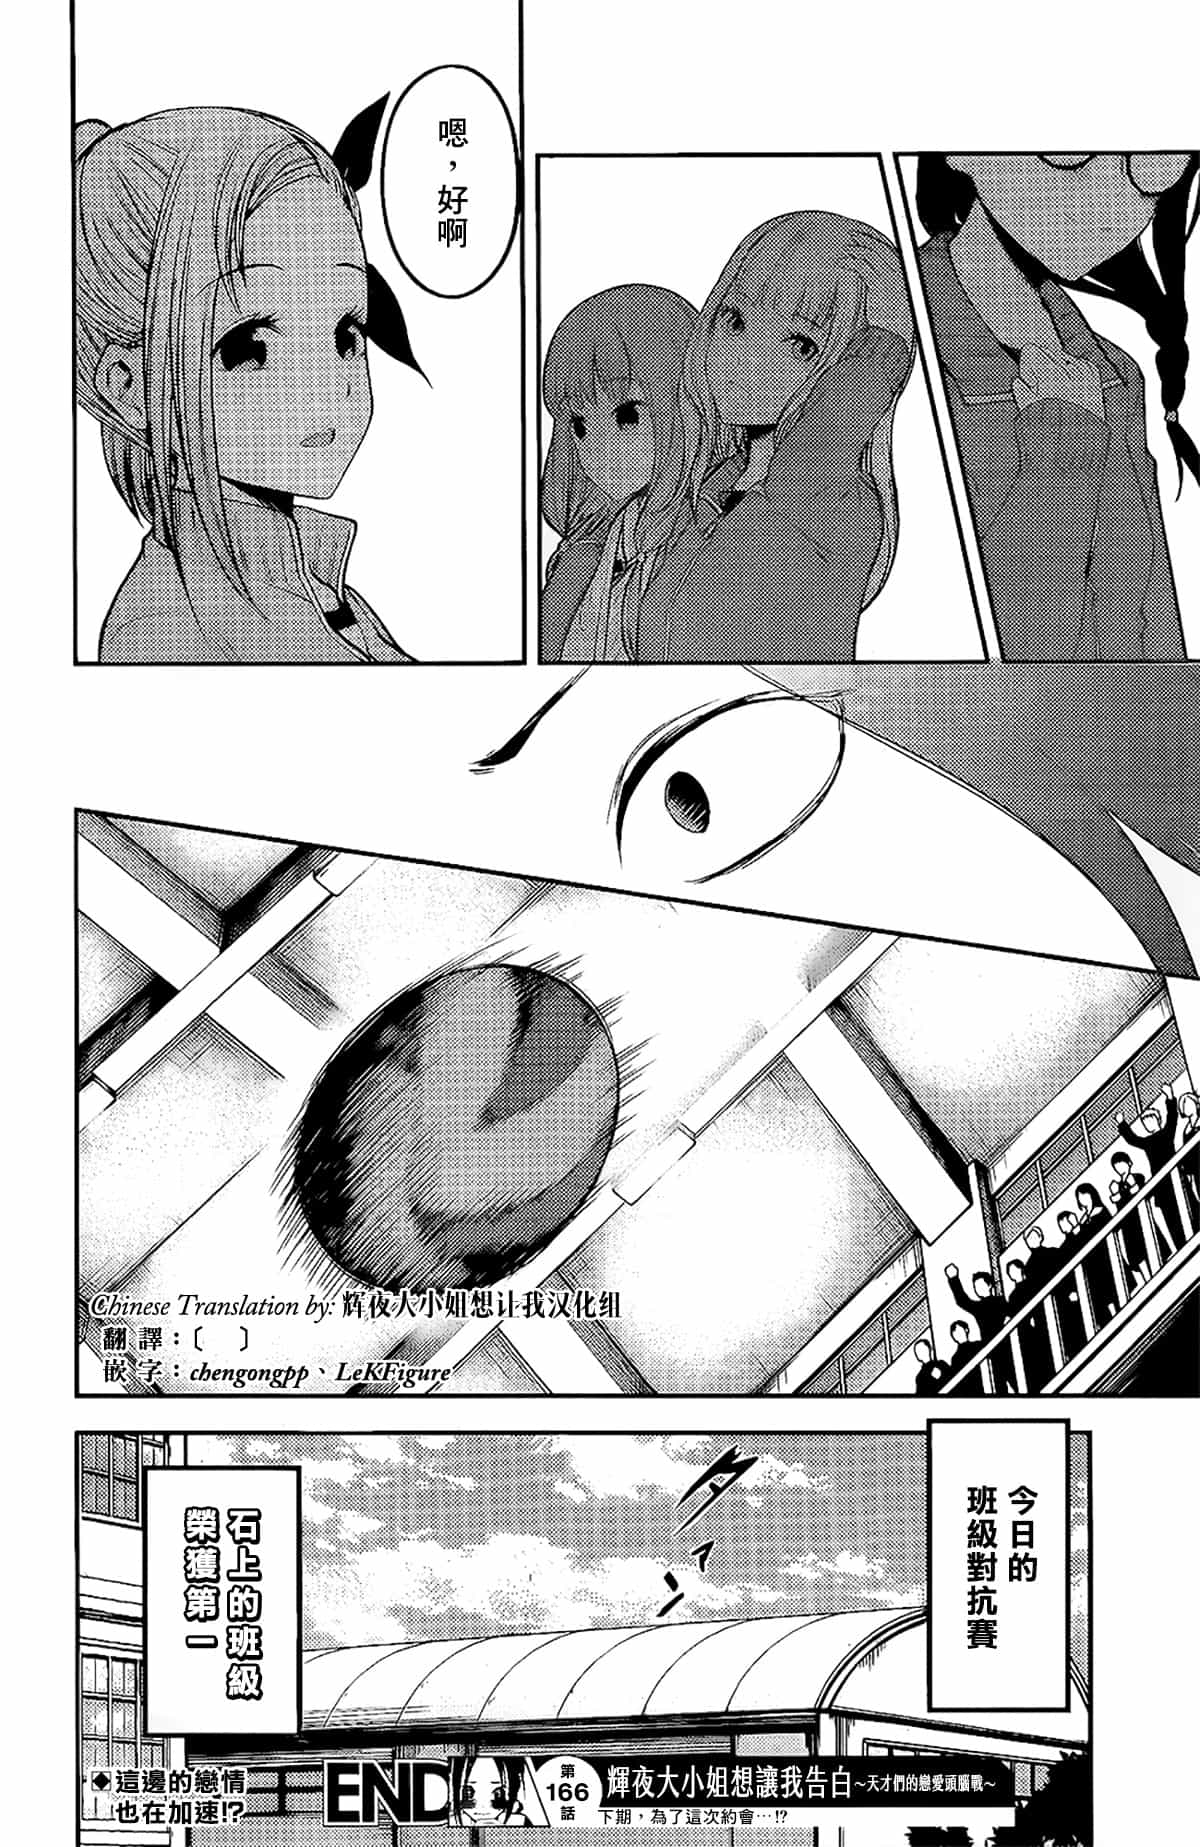 嗯，好啊
Chinese Translation by: 辉夜大小姐想让我汉化组
翻譯：〔 〕
嵌字：chengongpp、LeKFigure
今日的
班級對抗賽
バシィン
石上的班級
榮獲第一
◆這邊的戀情
也在加速!?
END
第
166
話
輝夜大小姐想讓我告白～天才們的戀愛頭腦戰～
下期，為了這次約會…!?